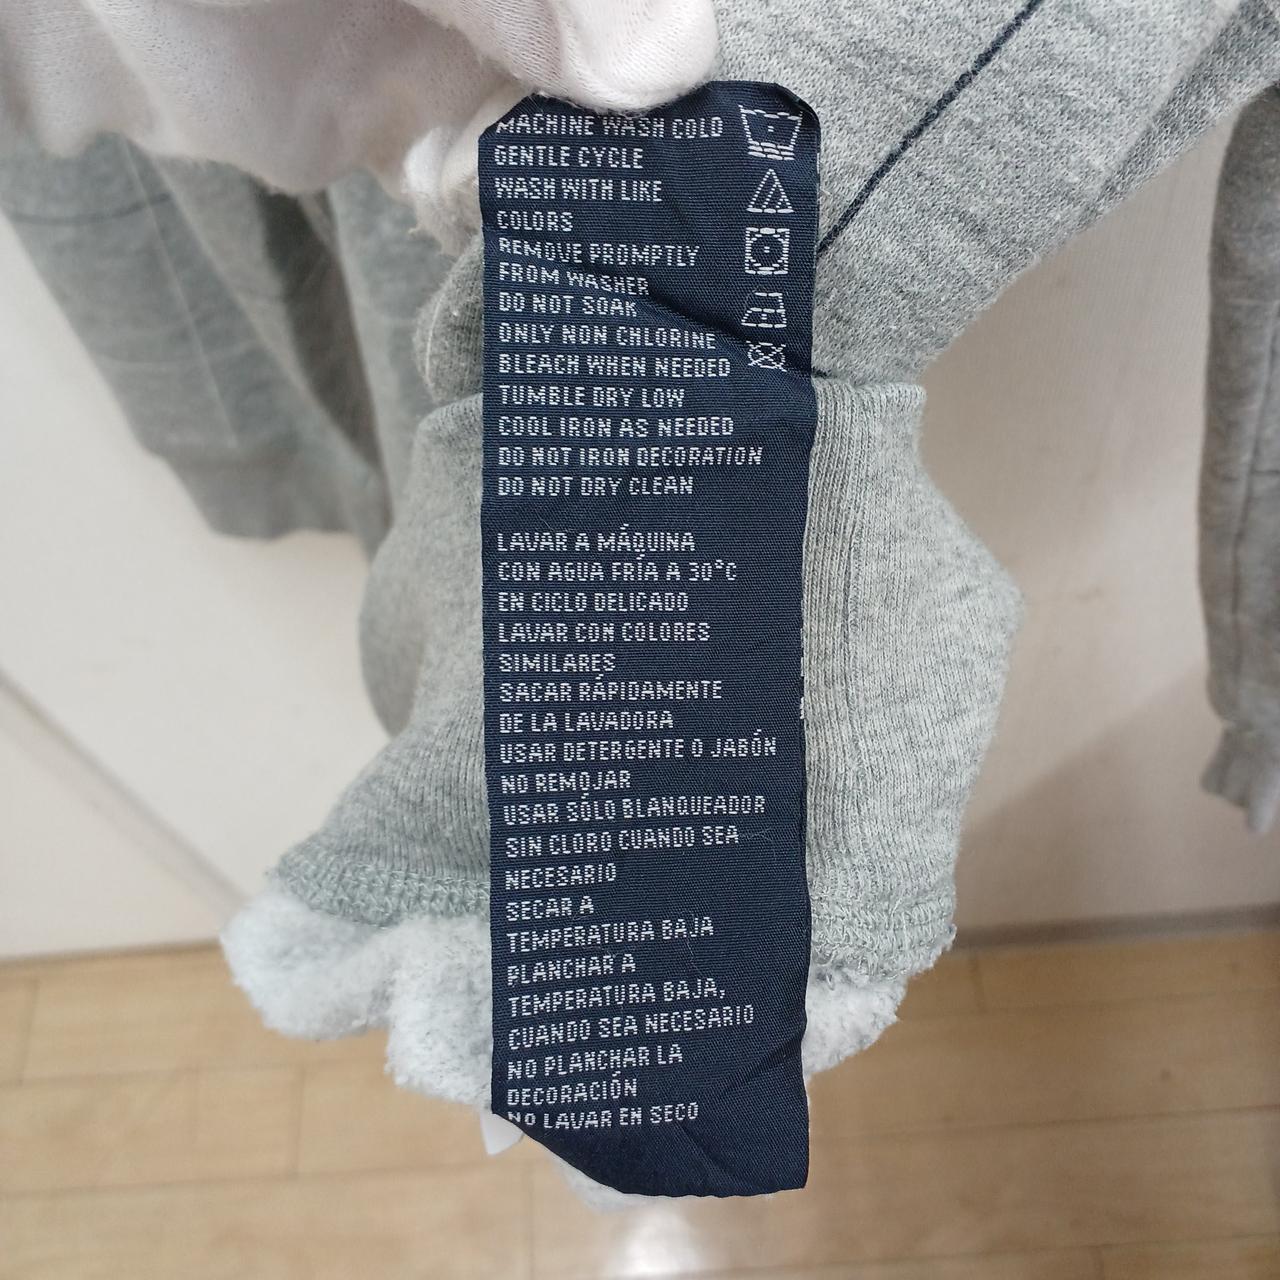 MACHINE WASH COLD
GENTLE CYCLE
WASH WITH LIKE
COLORS
REMOVE PROMPTLY
FROM WASHER
DO NOT SOAK
ONLY NON CHLORINE
BLEACH WHEN NEEDED
TUMBLE DRY LOW
COOL IRON AS NEEDED
DO NOT IRON DECORATION
DO NOT DRY CLEAN
LAVAR A MÁQUINA
CON AGUA FRÍA A 30°C
EN CICLO DELICADO
LAVAR CON COLORES
SIMILARES
SACAR RÁPIDAMENTE
DE LA LAVADORA
USAR DETERGENTE O JABÓN
NO REMOJAR
USAR SÓLO BLANQUEADOR
SIN CLORO CUANDO SEA
NECESARIO
SECAR A
TEMPERATURA BAJA
PLANCHAR A
TEMPERATURA BAJA,
CUANDO SEA NECESARIO
NO PLANCHAR LA
DECORACIÓN
NO LAVAR EN SECO